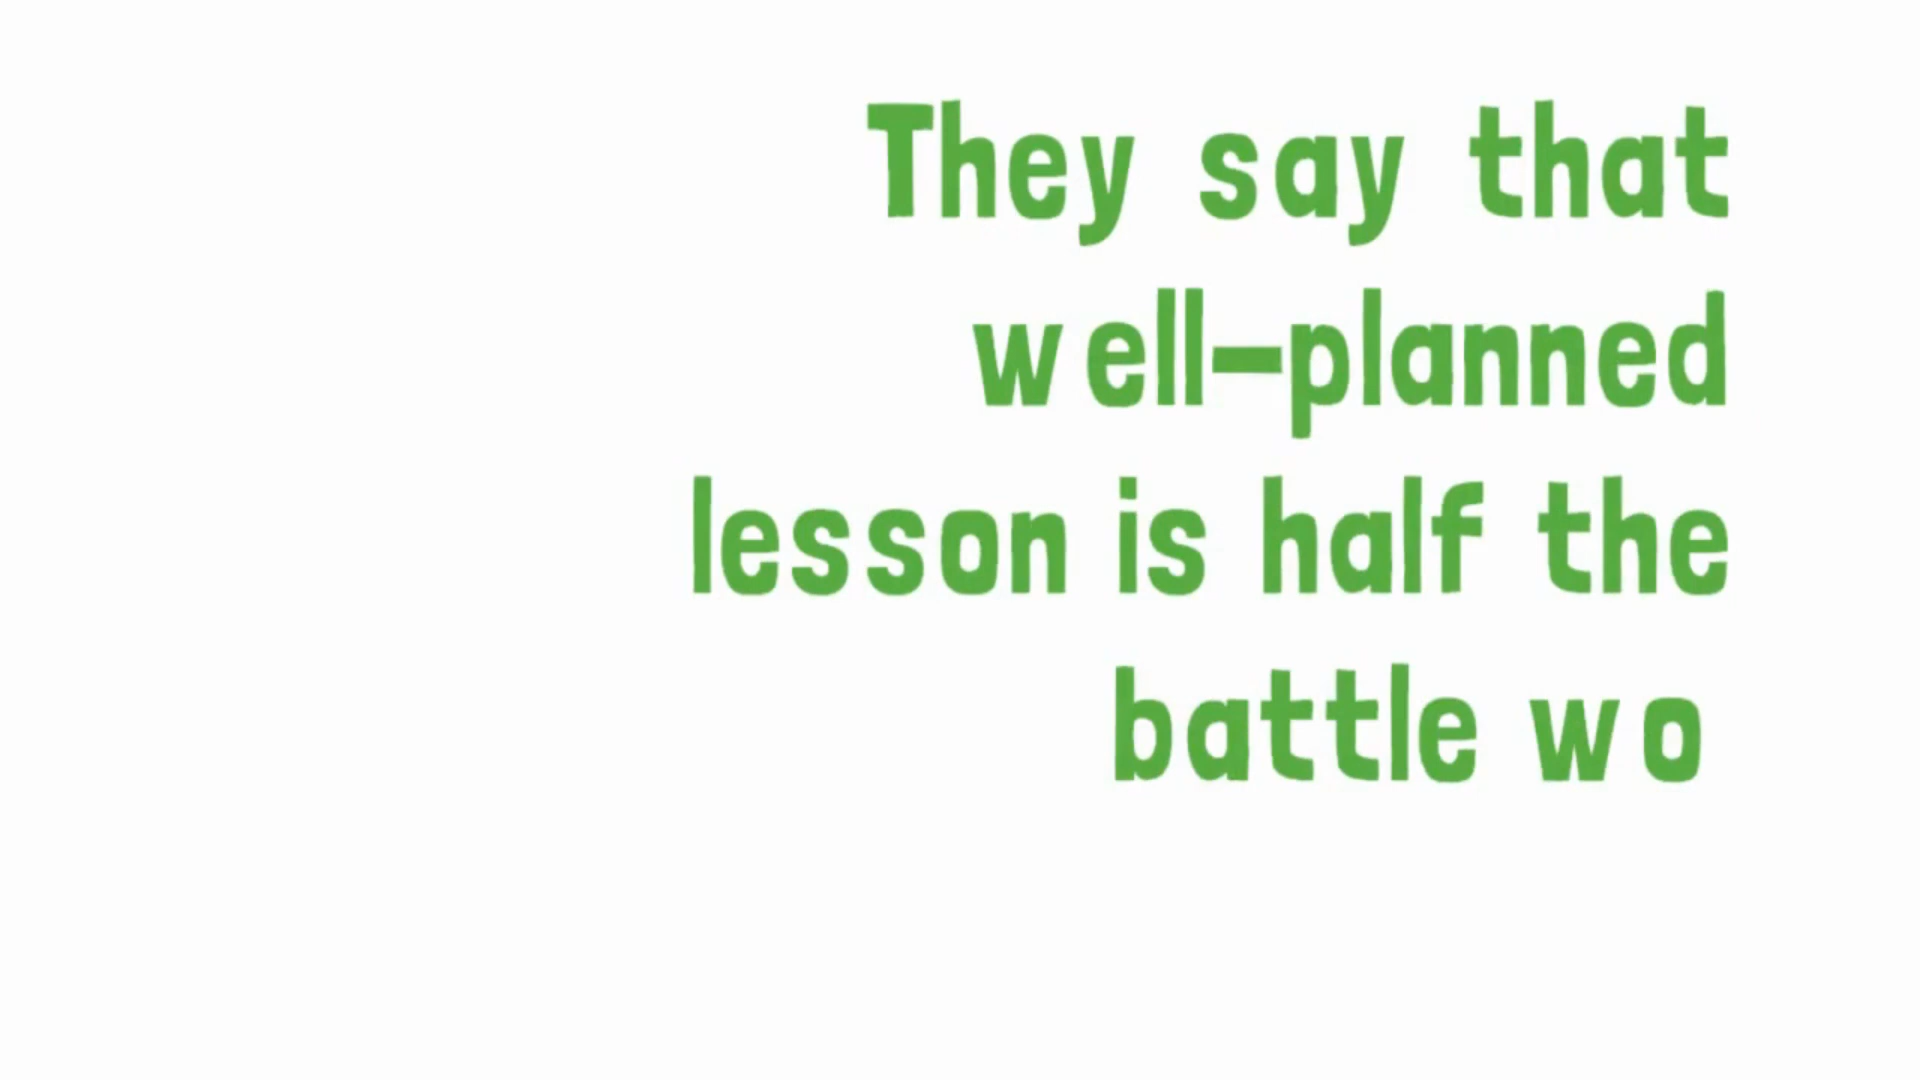 They say that
well-planned
lesson is half the
battle wo